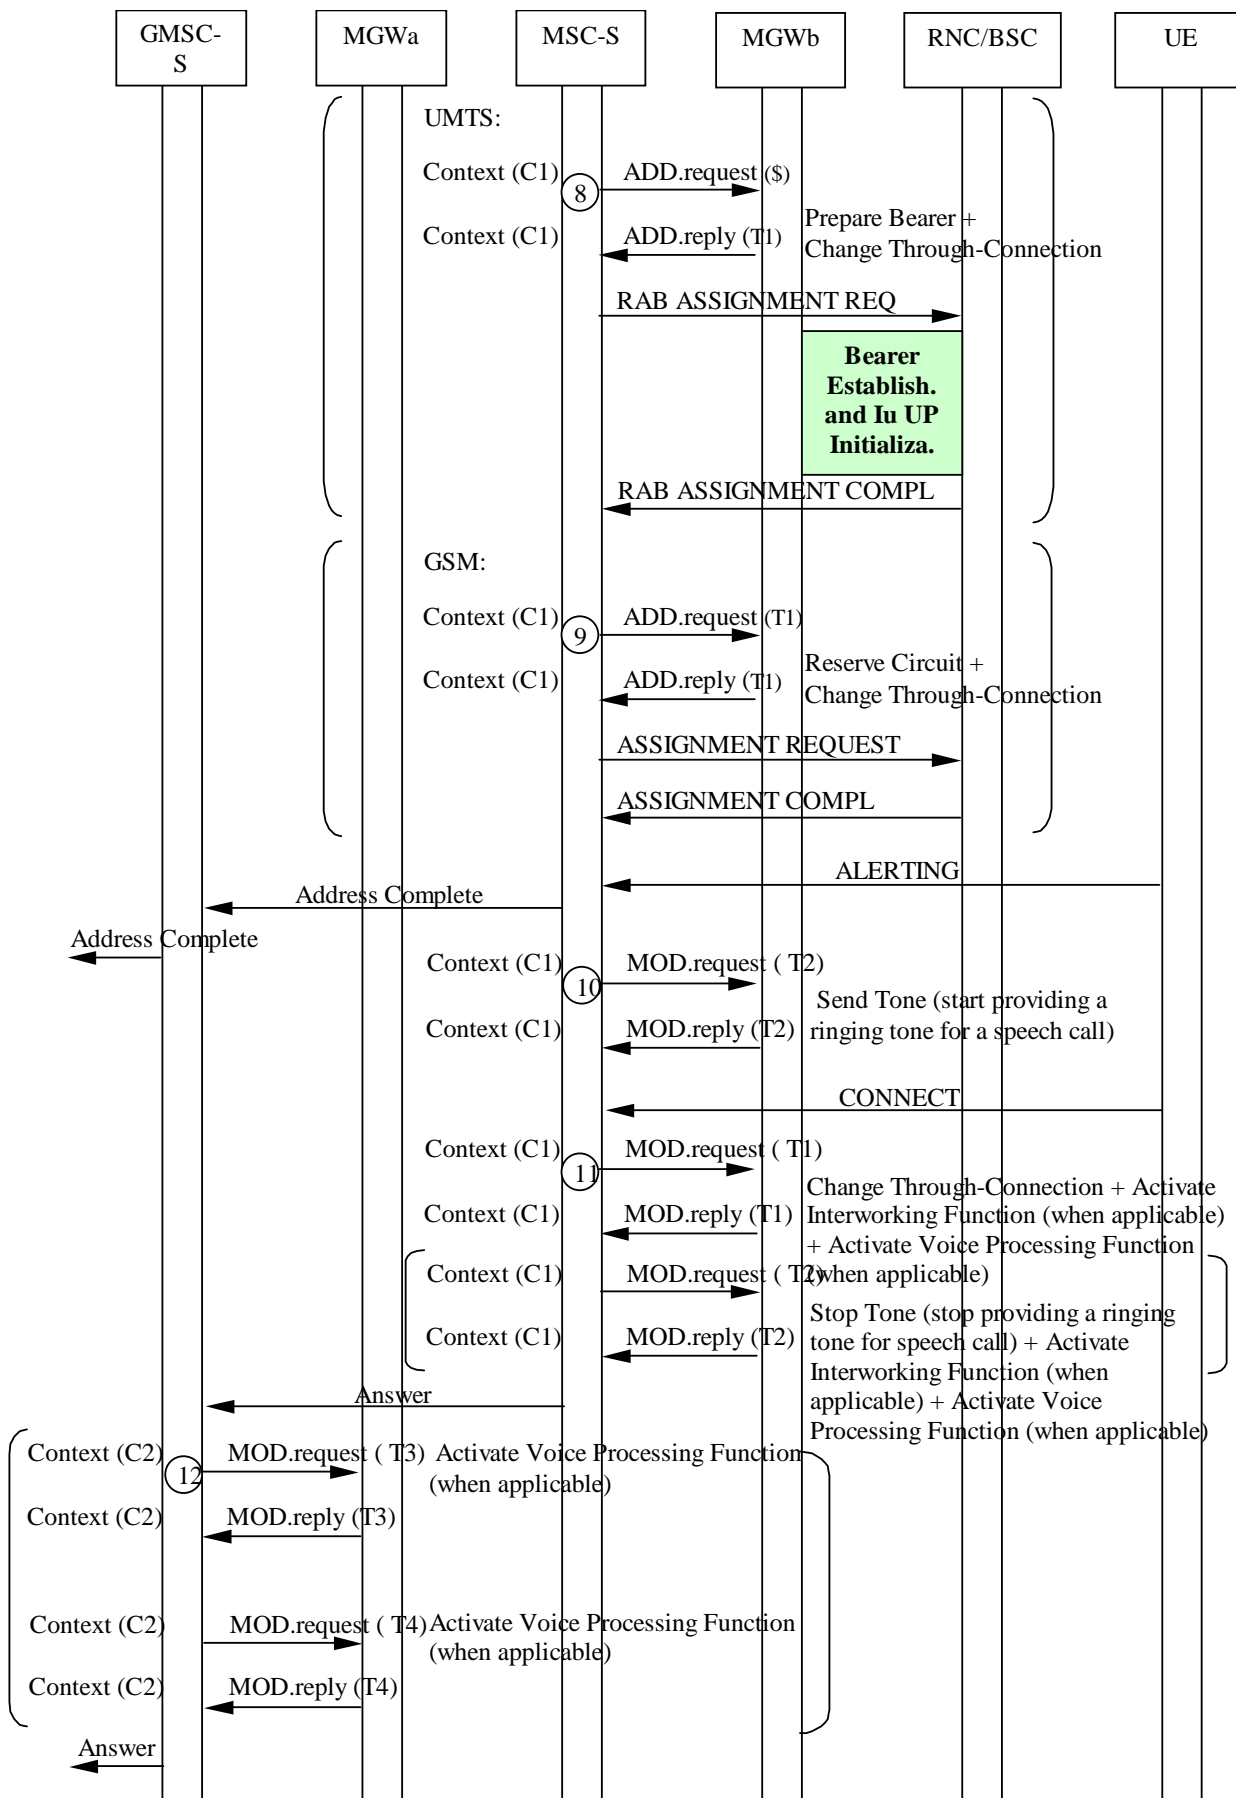 GMSC-
S
MGWa
MSC-S
MGWb
RNC/BSC
UE
UMTS:
Context (C1)
8
ADD.request ($)
Context (C1)
ADD.reply (T1)
Prepare Bearer +
Change Through-Connection
RAB ASSIGNMENT REQ
Bearer
Establish.
and Iu UP
Initializa.
RAB ASSIGNMENT COMPL
GSM:
Context (C1)
9
ADD.request (T1)
Context (C1)
ADD.reply (T1)
Reserve Circuit +
Change Through-Connection
ASSIGNMENT REQUEST
ASSIGNMENT COMPL
ALERTING
Address Complete
Address Complete
Context (C1)
10
MOD.request ( T2)
Context (C1)
MOD.reply (T2)
Send Tone (start providing a
ringing tone for a speech call)
CONNECT
Context (C1)
11
MOD.request ( T1)
Context (C1)
MOD.reply (T1)
Change Through-Connection + Activate
Interworking Function (when applicable)
+ Activate Voice Processing Function
(when applicable)
Context (C1)
MOD.request ( T2)
Context (C1)
MOD.reply (T2)
Stop Tone (stop providing a ringing
tone for speech call) + Activate
Interworking Function (when
applicable) + Activate Voice
Processing Function (when applicable)
Answer
Context (C2)
12
MOD.request ( T3)
Activate Voice Processing Function
(when applicable)
Context (C2)
MOD.reply (T3)
Context (C2)
MOD.request ( T4)
Activate Voice Processing Function
(when applicable)
Context (C2)
MOD.reply (T4)
Answer